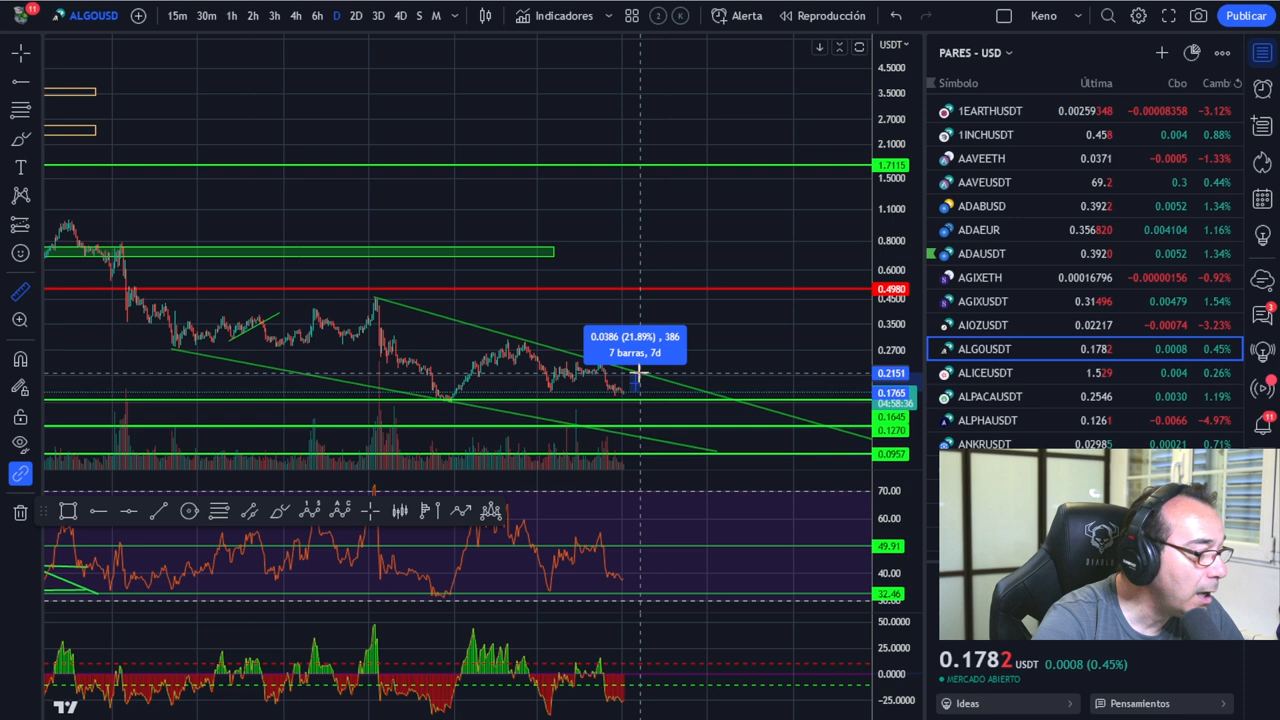 11
ALGOUSD
15m 30m 1h 2h 3h 4h 6h D 2D 3D 4D S M
Indicadores
2 K
Alerta
Reproducción
Keno
Publicar
USDT
4.5000
3.5000
2.7000
2.1000
1.7115
1.5000
1.1000
0.8000
0.6000
0.4980
0.4500
0.3500
0.2700
0.2151
0.1765
04:58:36
0.1645
0.1270
0.0957
0.0386 (21.89%) , 386
7 barras, 7d
70.00
60.00
49.91
40.00
32.46
50.0000
25.0000
0.0000
-25.0000
PARES - USD
Símbolo Última Cbo Camb
1EARTHUSDT 0.00259348 −0.00008358 −3.12%
1INCHUSDT 0.458 0.004 0.88%
AAVEETH 0.0371 −0.0005 −1.33%
AAVEUSDT 69.2 0.3 0.44%
ADABUSD 0.3922 0.0052 1.34%
ADAEUR 0.356820 0.004104 1.16%
ADAUSDT 0.3920 0.0052 1.34%
AGIXETH 0.00016796 −0.00000156 −0.92%
AGIXUSDT 0.31496 0.00479 1.54%
AIOZUSDT 0.02217 −0.00074 −3.23%
ALGOUSDT 0.1782 0.0008 0.45%
ALICEUSDT 1.529 0.004 0.26%
ALPACAUSDT 0.2546 0.0030 1.19%
ALPHAUSDT 0.1261 −0.0066 −4.97%
ANKRUSDT 0.02985 0.00021 0.71%
3
11
DIABLO
0.1782 USDT 0.0008 (0.45%)
MERCADO ABIERTO
Ideas
Pensamientos